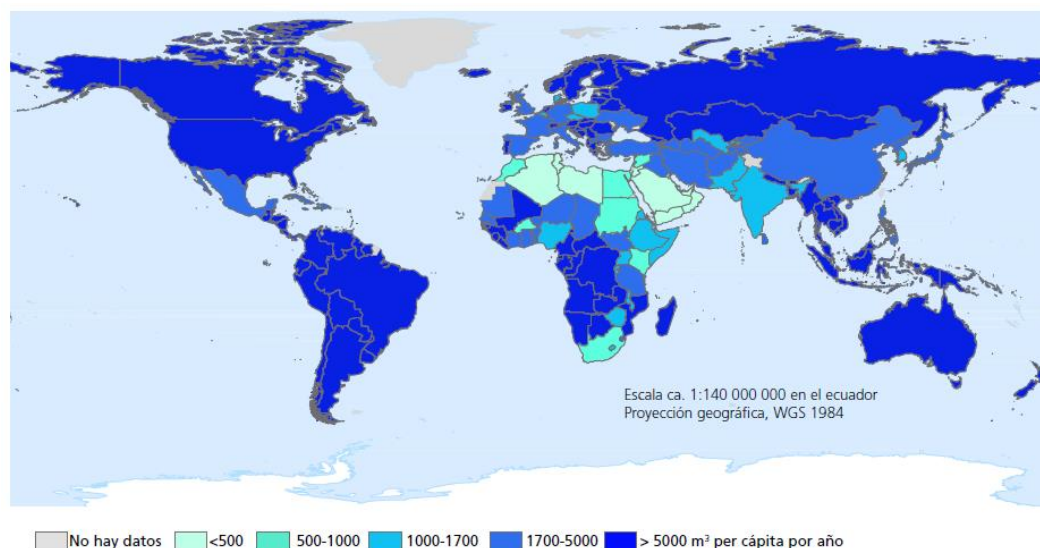 Escala ca. 1:140 000 000 en el ecuador
Proyección geográfica, WGS 1984
No hay datos <500 500-1000 1000-1700 1700-5000 > 5000 m³ per cápita por año